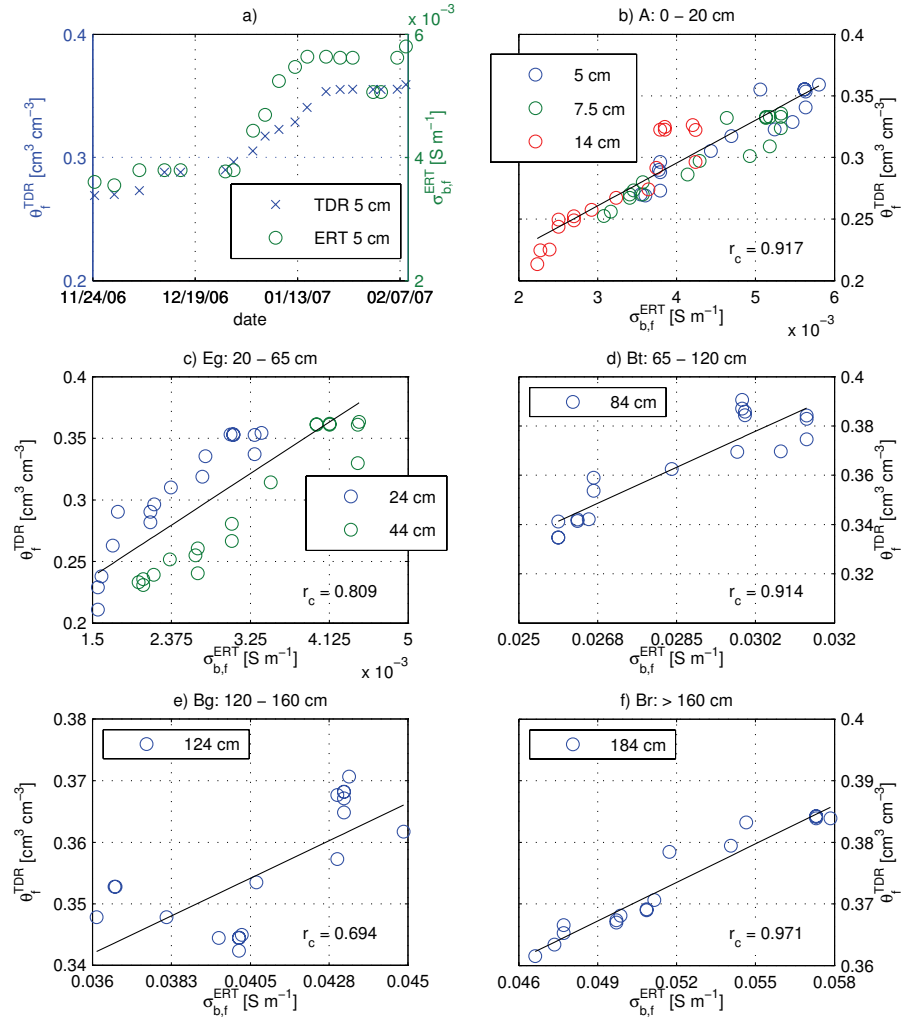 a)
x 10⁻³
0.4
0.3
0.2
θ_f^TDR [cm³ cm⁻³]
6
4
2
σ_b,f^ERT [S m⁻¹]
TDR 5 cm
ERT 5 cm
11/24/06 12/19/06 01/13/07 02/07/07
date
b) A: 0 − 20 cm
5 cm
7.5 cm
14 cm
0.4
0.35
0.3
0.25
0.2
θ_f^TDR [cm³ cm⁻³]
r_c = 0.917
2 3 4 5 6
σ_b,f^ERT [S m⁻¹]
x 10⁻³
c) Eg: 20 − 65 cm
0.4
0.35
0.3
0.25
0.2
θ_f^TDR [cm³ cm⁻³]
24 cm
44 cm
r_c = 0.809
1.5 2.375 3.25 4.125 5
σ_b,f^ERT [S m⁻¹]
x 10⁻³
d) Bt: 65 − 120 cm
84 cm
0.40
0.38
0.36
0.34
0.32
θ_f^TDR [cm³ cm⁻³]
r_c = 0.914
0.025 0.0268 0.0285 0.0302 0.032
σ_b,f^ERT [S m⁻¹]
e) Bg: 120 − 160 cm
124 cm
0.38
0.37
0.36
0.35
0.34
θ_f^TDR [cm³ cm⁻³]
r_c = 0.694
0.036 0.0383 0.0405 0.0428 0.045
σ_b,f^ERT [S m⁻¹]
f) Br: > 160 cm
184 cm
0.4
0.39
0.38
0.37
0.36
θ_f^TDR [cm³ cm⁻³]
r_c = 0.971
0.046 0.049 0.052 0.055 0.058
σ_b,f^ERT [S m⁻¹]